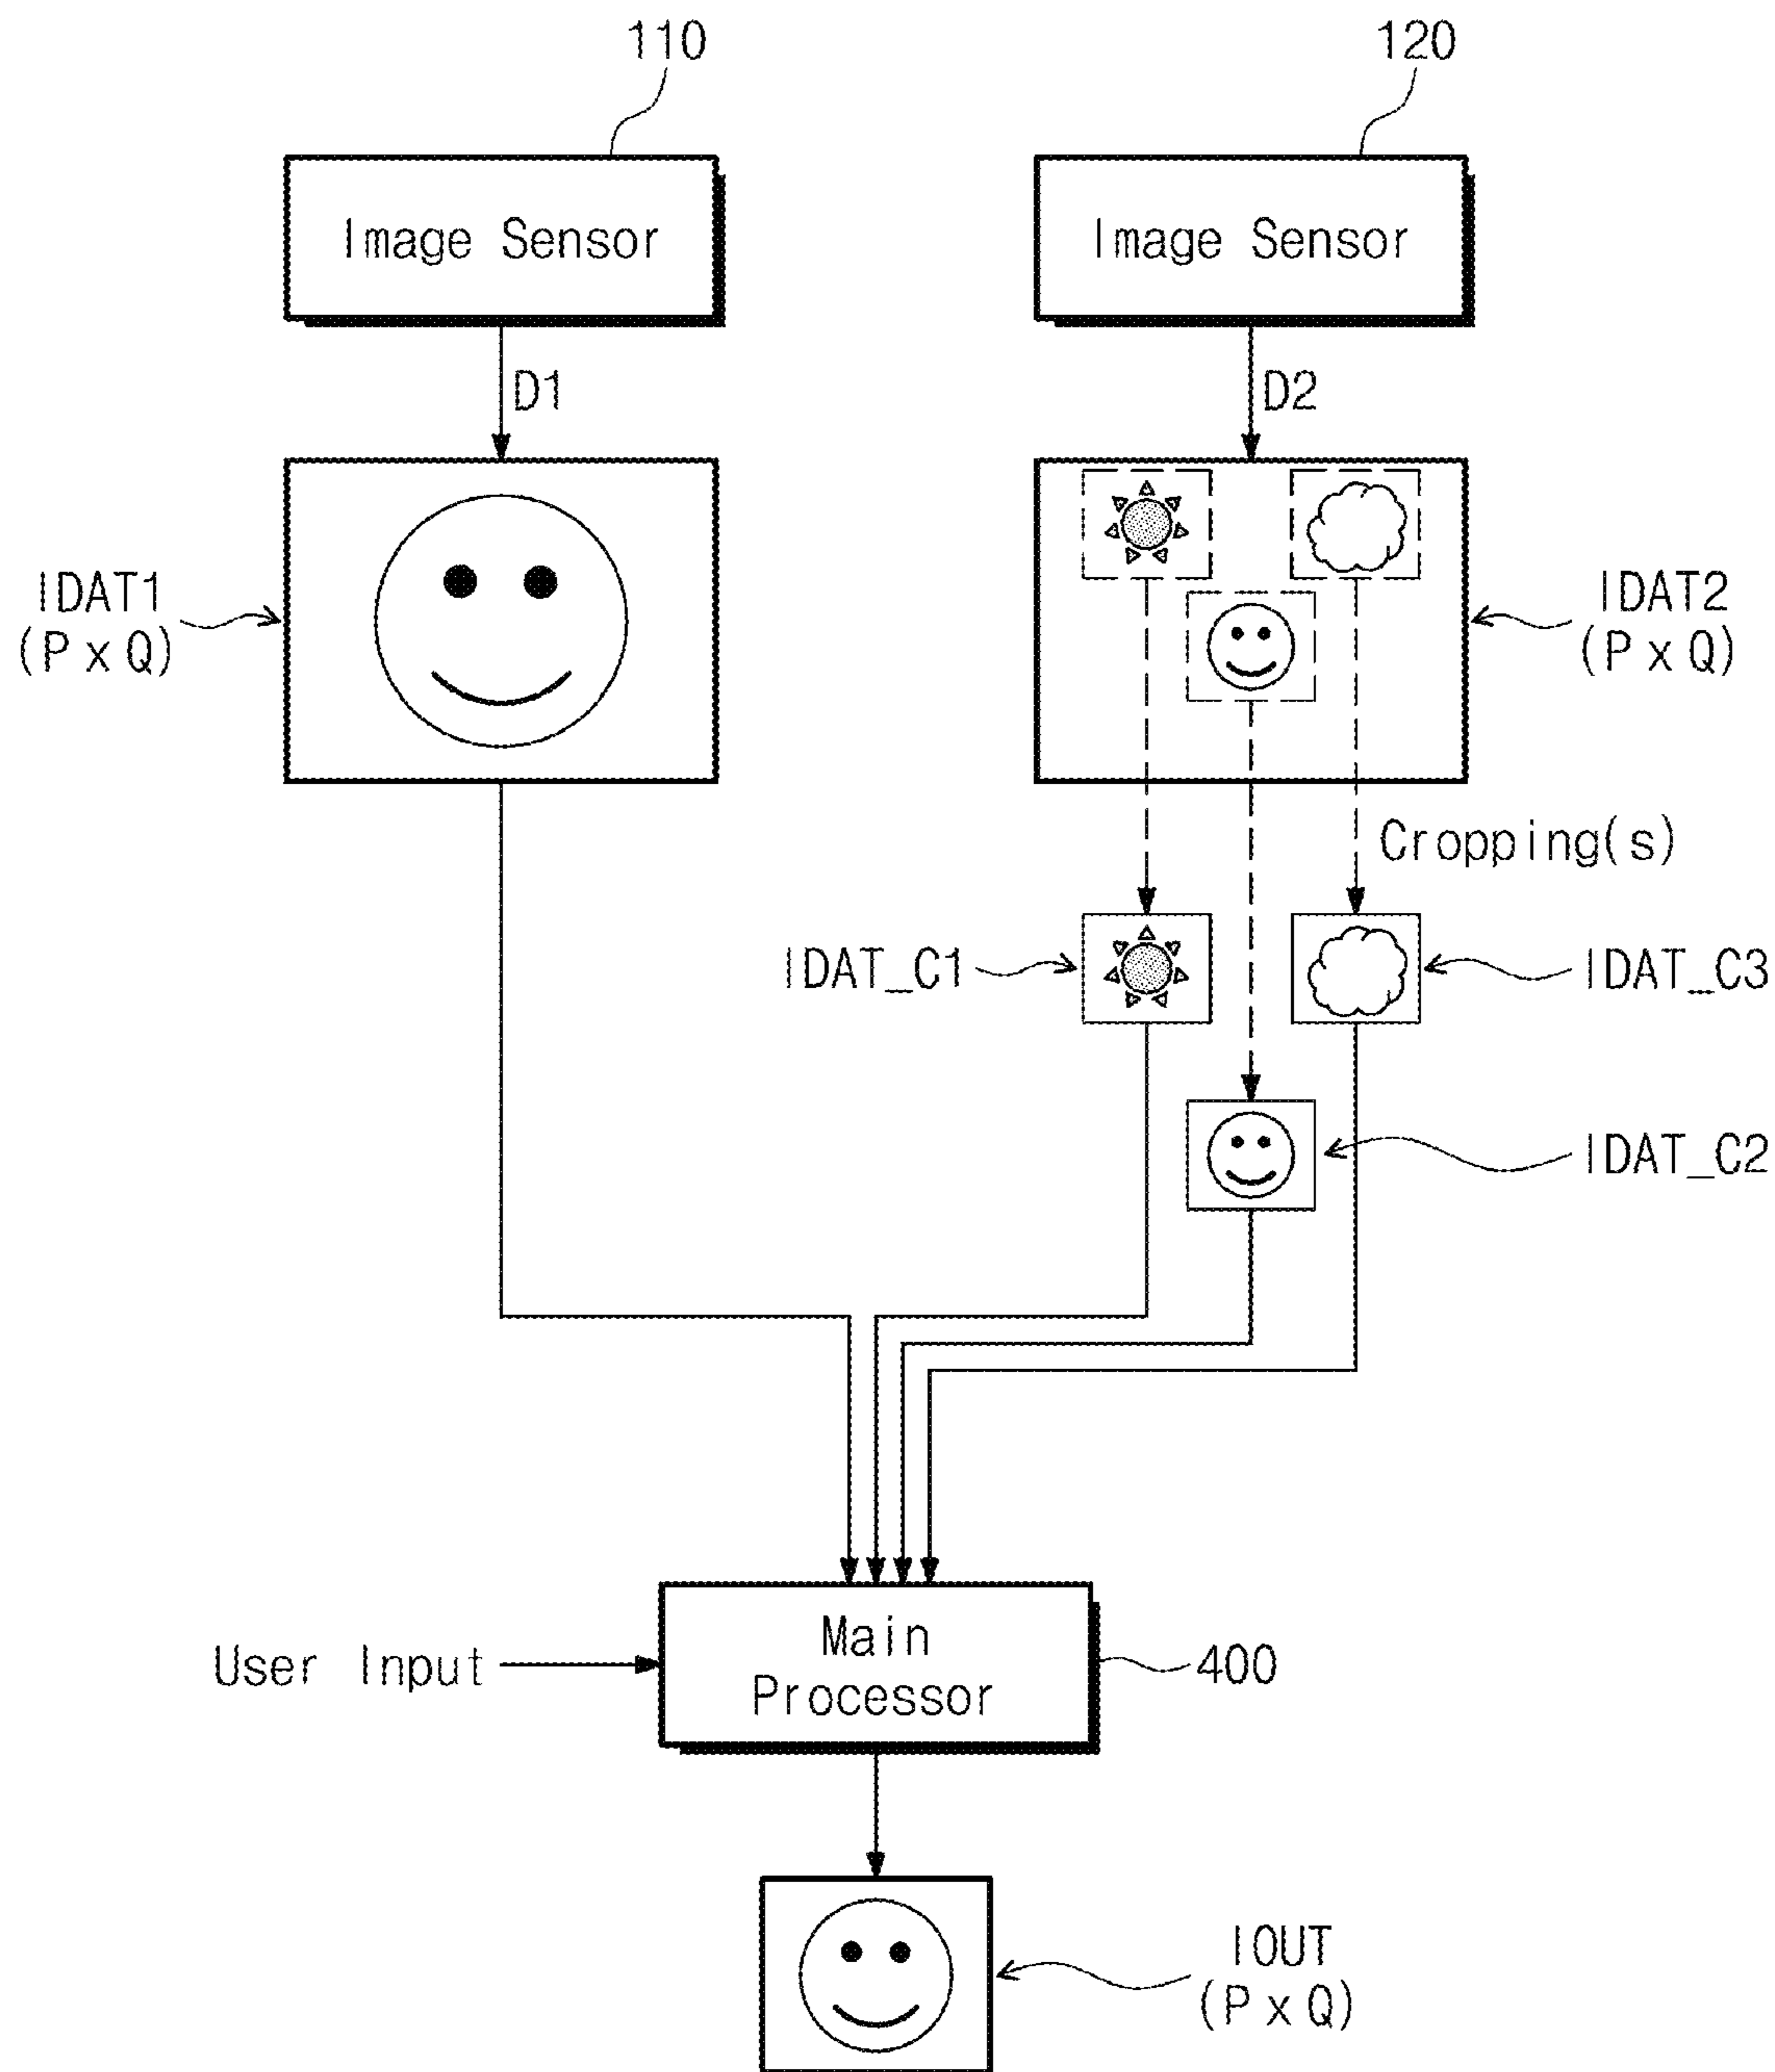 110
120
Image Sensor
Image Sensor
D1
D2
IDAT1
(P x Q)
IDAT2
(P x Q)
Cropping(s)
IDAT_C1
IDAT_C3
IDAT_C2
User Input
Main
Processor
400
IOUT
(P x Q)